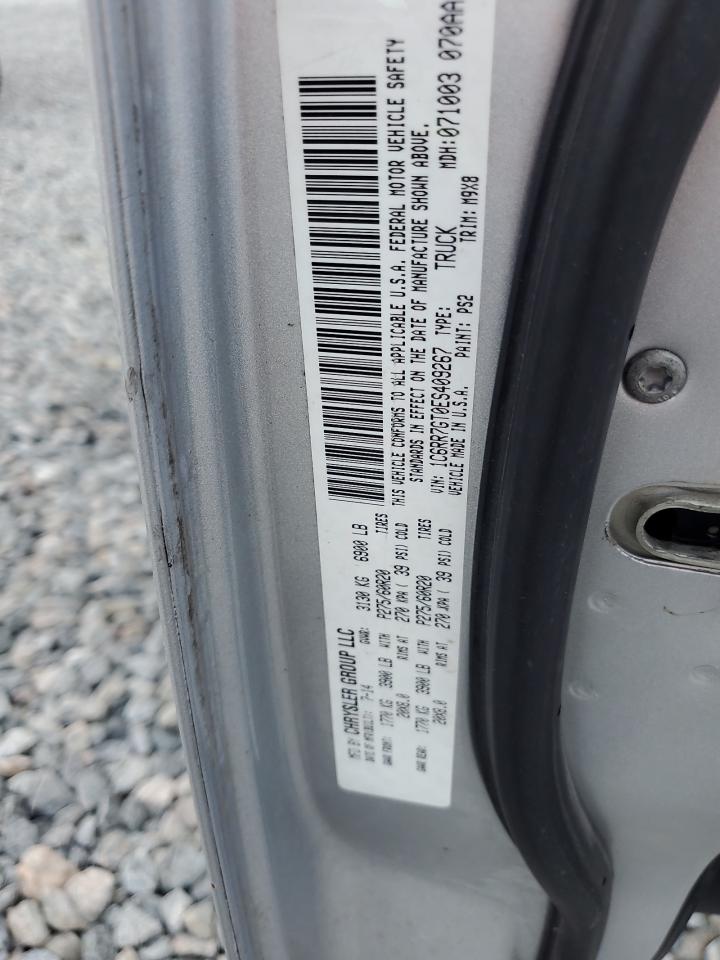 MFD BY CHRYSLER GROUP LLC
DATE OF MFR(BUILT): 7-14 GVWR: 3130 KG 6900 LB
GAWR FRONT: 1770 KG 3900 LB WITH P275/60R20 TIRES
20X8.0 RIMS AT 270 KPA ( 39 PSI) COLD
GAWR REAR: 1770 KG 3900 LB WITH P275/60R20 TIRES
20X8.0 RIMS AT 270 KPA ( 39 PSI) COLD
THIS VEHICLE CONFORMS TO ALL APPLICABLE U.S.A. FEDERAL MOTOR VEHICLE SAFETY
STANDARDS IN EFFECT ON THE DATE OF MANUFACTURE SHOWN ABOVE.
VIN: 1C6RR7GT0ES409267 TYPE: TRUCK MDH:071003 070AA
VEHICLE MADE IN U.S.A. PAINT: PS2 TRIM: M9X8